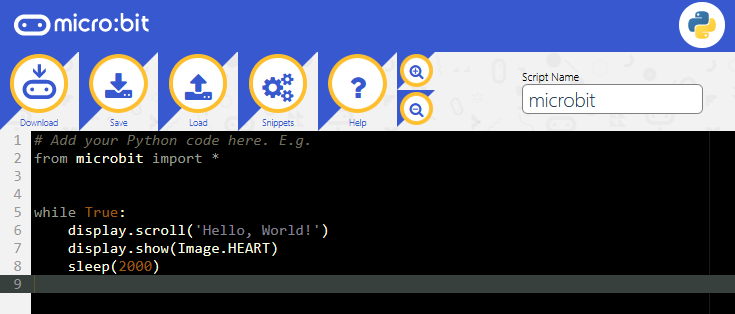 micro:bit
Download Save Load Snippets ? Help
Script Name
microbit
1 # Add your Python code here. E.g.
2 from microbit import *
3
4
5 while True:
6     display.scroll('Hello, World!')
7     display.show(Image.HEART)
8     sleep(2000)
9